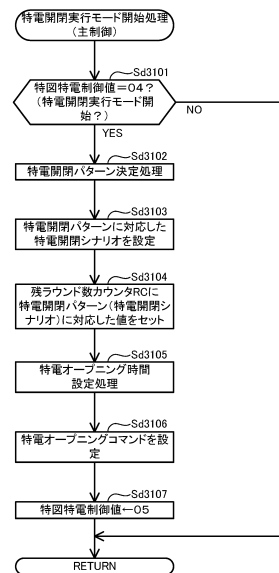 特電開閉実行モード開始処理
(主制御)
Sd3101
特図特電制御値=04?
(特電開閉実行モード開
始?)
NO
YES
Sd3102
特電開閉パターン決定処理
Sd3103
特電開閉パターンに対応した
特電開閉シナリオを設定
Sd3104
残ラウンド数カウンタRCに
特電開閉パターン(特電開閉シ
ナリオ)に対応した値をセット
Sd3105
特電オープニング時間
設定処理
Sd3106
特電オープニングコマンドを設
定
Sd3107
特図特電制御値←05
RETURN